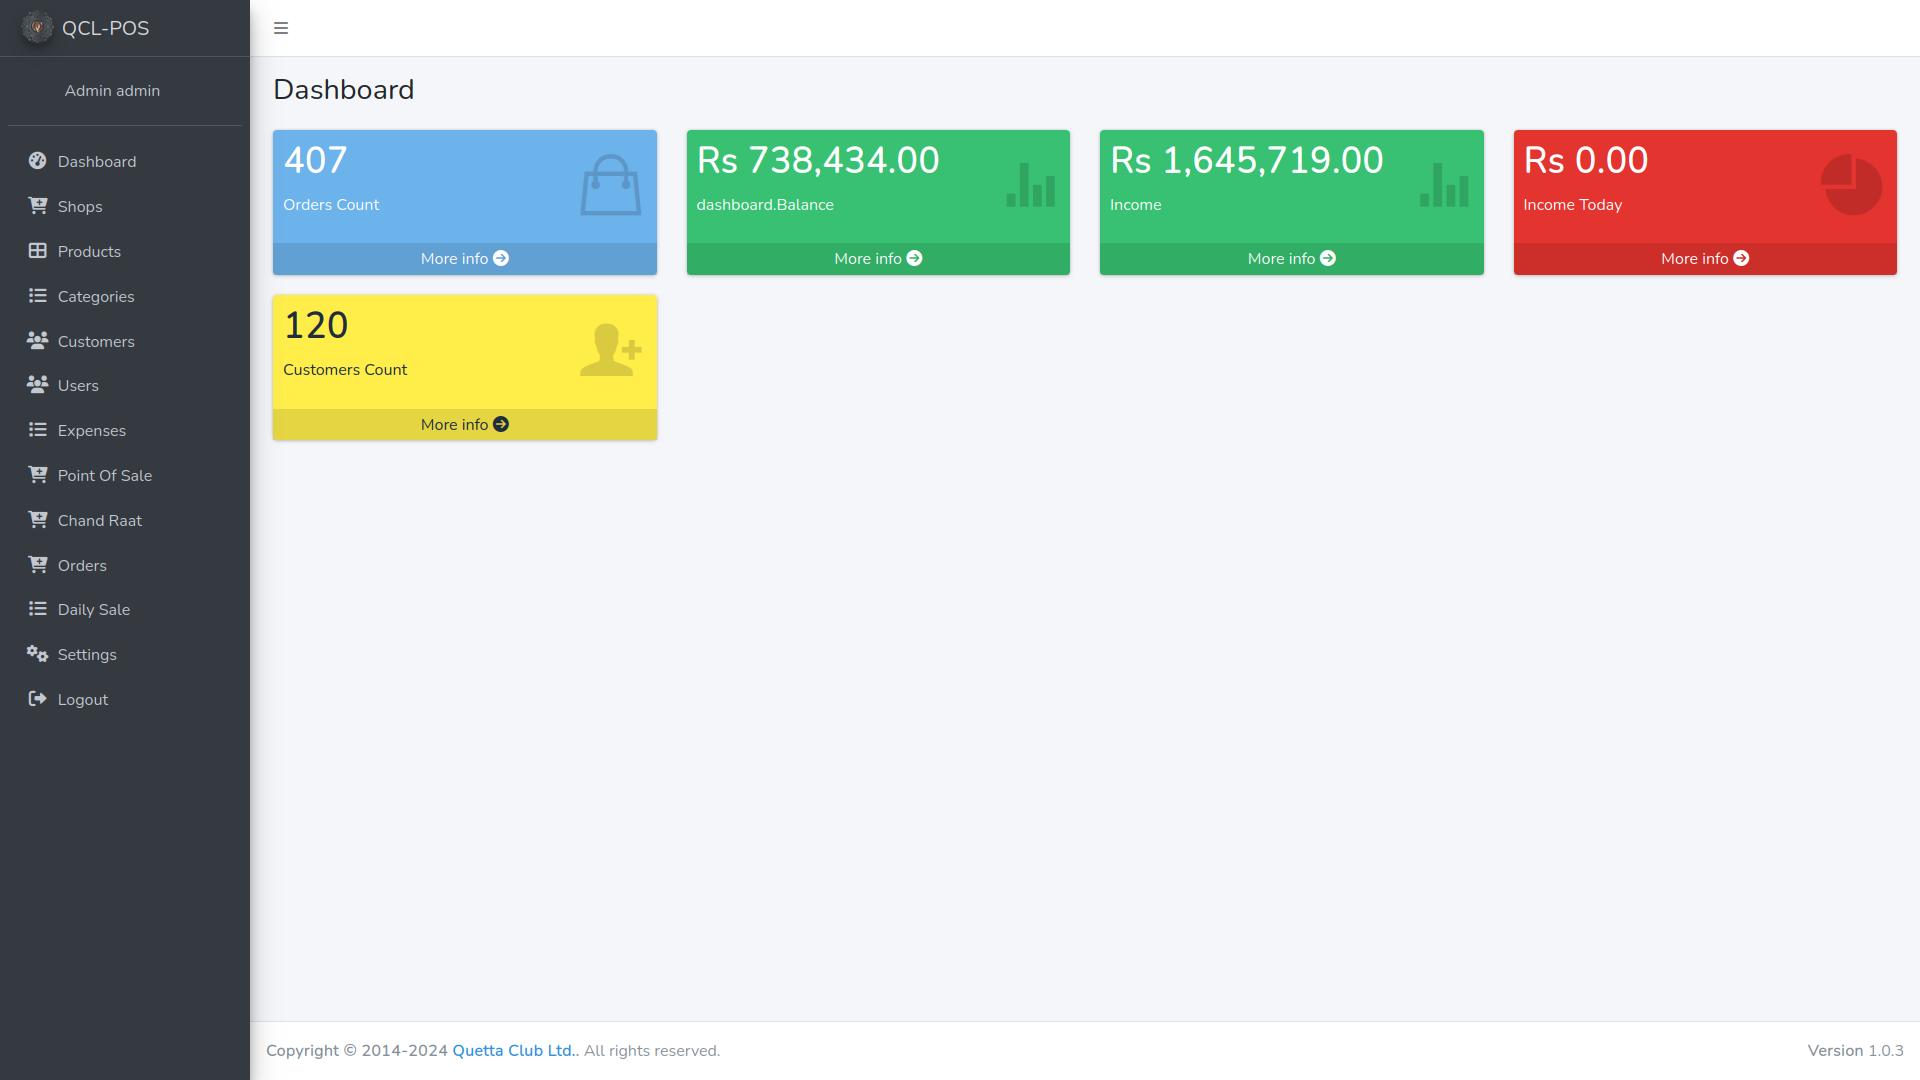 QCL-POS
Admin admin
Dashboard
Shops
Products
Categories
Customers
Users
Expenses
Point Of Sale
Chand Raat
Orders
Daily Sale
Settings
Logout
Dashboard
407
Orders Count
More info
Rs 738,434.00
dashboard.Balance
More info
Rs 1,645,719.00
Income
More info
Rs 0.00
Income Today
More info
120
Customers Count
More info
Copyright © 2014-2024 Quetta Club Ltd.. All rights reserved.
Version 1.0.3